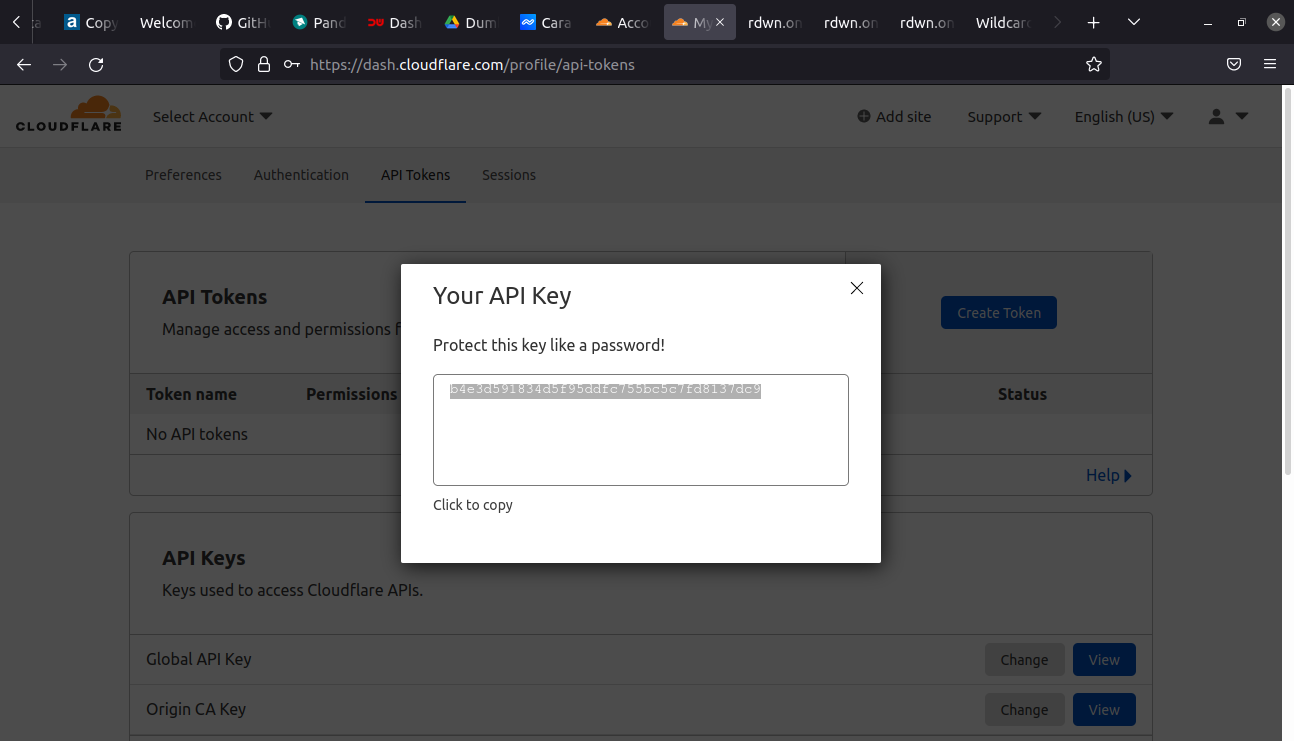 Copy Welcom GitHu Pand Dash Dum Cara Acco My rdwn.on rdwn.on rdwn.on Wildcard
https://dash.cloudflare.com/profile/api-tokens
CLOUDFLARE Select Account Add site Support English (US)
Preferences Authentication API Tokens Sessions
API Tokens
Manage access and permissions
Create Token
Token name Permissions Status
No API tokens
Help
Your API Key
Protect this key like a password!
b4e3d591834d5f95ddfc755bc5c7fd8137dc9
Click to copy
API Keys
Keys used to access Cloudflare APIs.
Global API Key Change View
Origin CA Key Change View